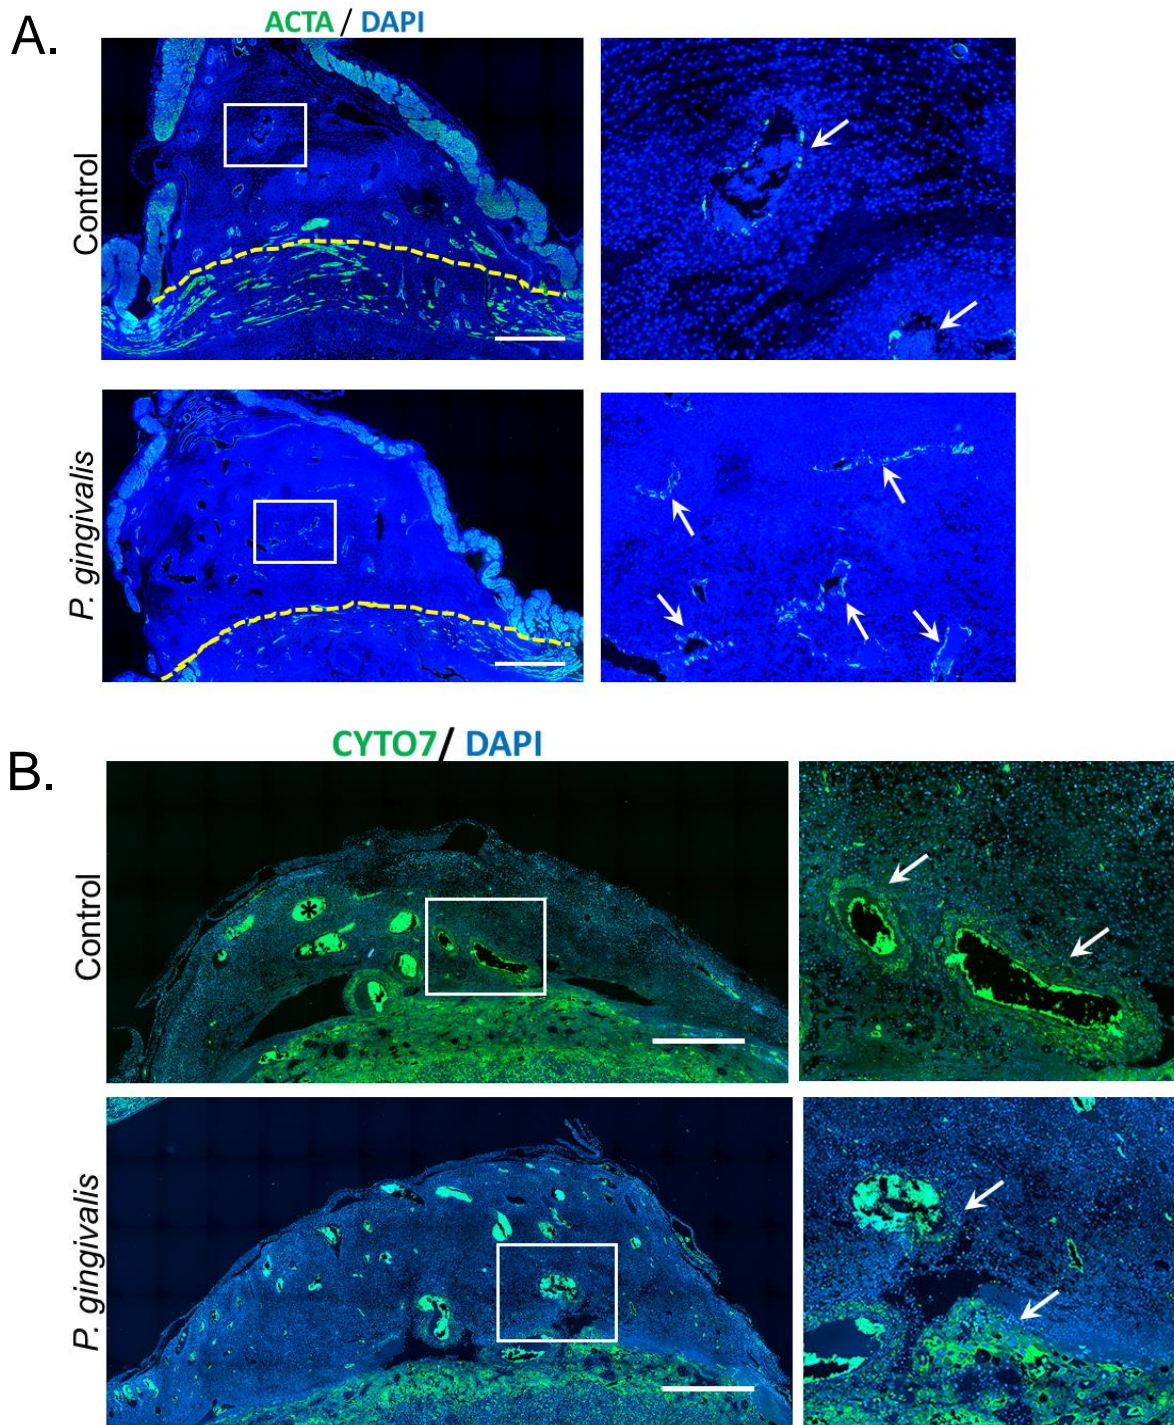 A.
ACTA / DAPI
Control
P. gingivalis
B.
CYTO7/ DAPI
Control
*
P. gingivalis